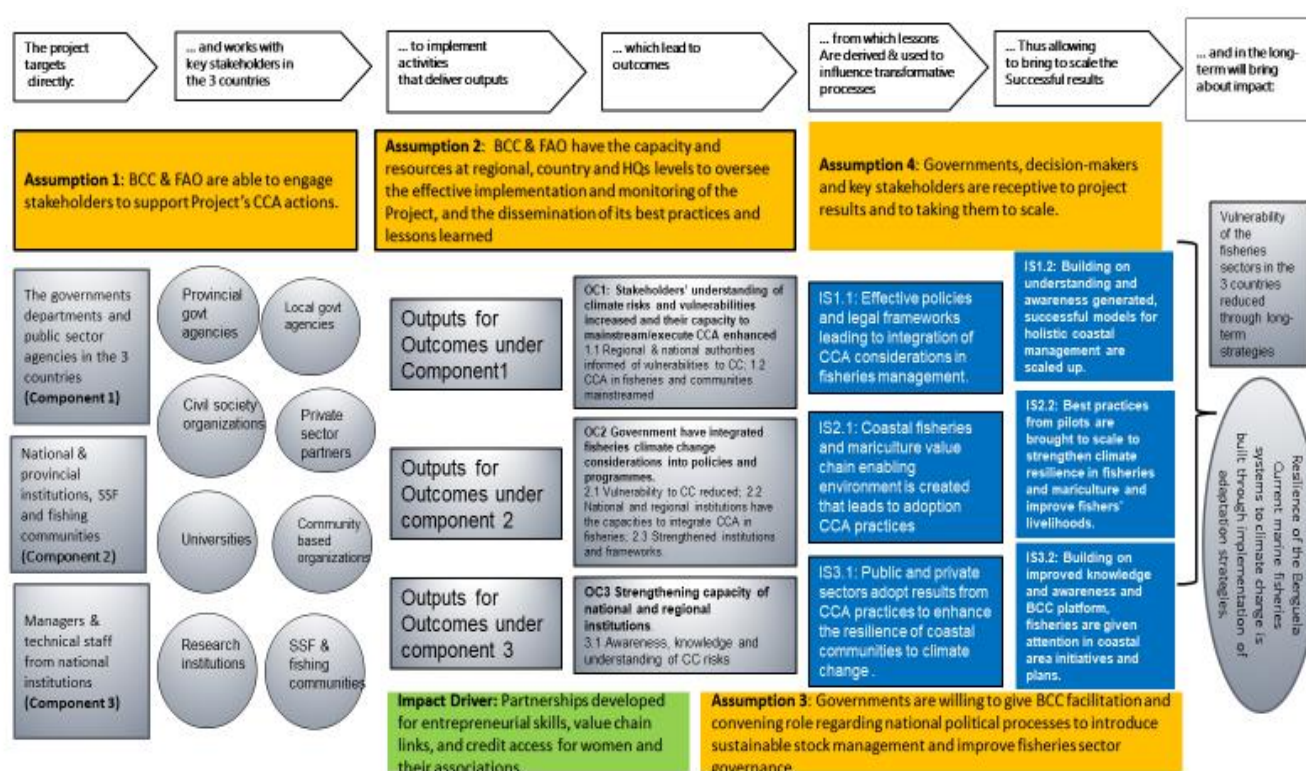 The project
targets
directly:
... and works with
key stakeholders in
the 3 countries
... to implement
activities
that deliver outputs
... which lead to
outcomes
... from which lessons
Are derived & used to
influence transformative
processes
... Thus allowing
to bring to scale the
Successful results
... and in the long-
term will bring
about impact:
Assumption 1: BCC & FAO are able to engage
stakeholders to support Project's CCA actions.
Assumption 2: BCC & FAO have the capacity and
resources at regional, country and HQs levels to oversee
the effective implementation and monitoring of the
Project, and the dissemination of its best practices and
lessons learned
Assumption 4: Governments, decision-makers
and key stakeholders are receptive to project
results and to taking them to scale.
The governments
departments and
public sector
agencies in the 3
countries
(Component 1)
National &
provincial
institutions, SSF
and fishing
communities
(Component 2)
Managers &
technical staff
from national
institutions
(Component 3)
Provincial
govt
agencies
Local govt
agencies
Civil society
organizations
Private
sector
partners
Universities
Community
based
organizations
Research
institutions
SSF &
fishing
communities
Outputs for
Outcomes under
Component1
Outputs for
Outcomes under
component 2
Outputs for
Outcomes under
component 3
OC1: Stakeholders' understanding of
climate risks and vulnerabilities
increased and their capacity to
mainstream/execute CCA enhanced
1.1 Regional & national authorities
informed of vulnerabilities to CC; 1.2
CCA in fisheries and communities
mainstreamed
OC2 Government have integrated
fisheries climate change
considerations into policies and
programmes.
2.1 Vulnerability to CC reduced; 2.2
National and regional institutions have
the capacities to integrate CCA in
fisheries; 2.3 Strengthened institutions
and frameworks.
OC3 Strengthening capacity of
national and regional
institutions.
3.1 Awareness, knowledge and
understanding of CC risks
IS1.1: Effective policies
and legal frameworks
leading to integration of
CCA considerations in
fisheries management.
IS2.1: Coastal fisheries
and mariculture value
chain enabling
environment is created
that leads to adoption
CCA practices
IS3.1: Public and private
sectors adopt results from
CCA practices to enhance
the resilience of coastal
communities to climate
change .
IS1.2: Building on
understanding and
awareness generated,
successful models for
holistic coastal
management are
scaled up.
IS2.2: Best practices
from pilots are
brought to scale to
strengthen climate
resilience in fisheries
and mariculture and
improve fishers'
livelihoods.
IS3.2: Building on
improved knowledge
and awareness and
BCC platform,
fisheries are given
attention in coastal
area initiatives and
plans.
Vulnerability
of the
fisheries
sectors in the
3 countries
reduced
through long-
term
strategies
Resilience of the Benguela
Current marine fisheries
systems to climate change is
built through implementation of
adaptation strategies.
Impact Driver: Partnerships developed
for entrepreneurial skills, value chain
links, and credit access for women and
their associations
Assumption 3: Governments are willing to give BCC facilitation and
convening role regarding national political processes to introduce
sustainable stock management and improve fisheries sector
governance